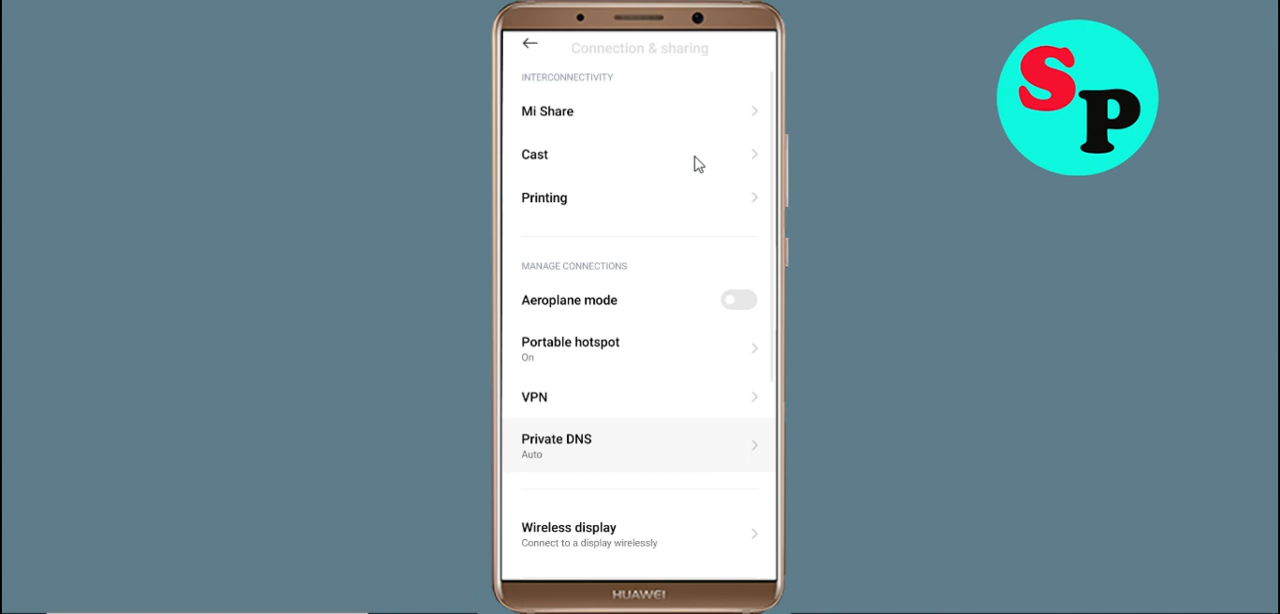 Connection & sharing
INTERCONNECTIVITY
Mi Share
Cast
Printing
MANAGE CONNECTIONS
Aeroplane mode
Portable hotspot
On
VPN
Private DNS
Auto
Wireless display
Connect to a display wirelessly
HUAWEI
SP